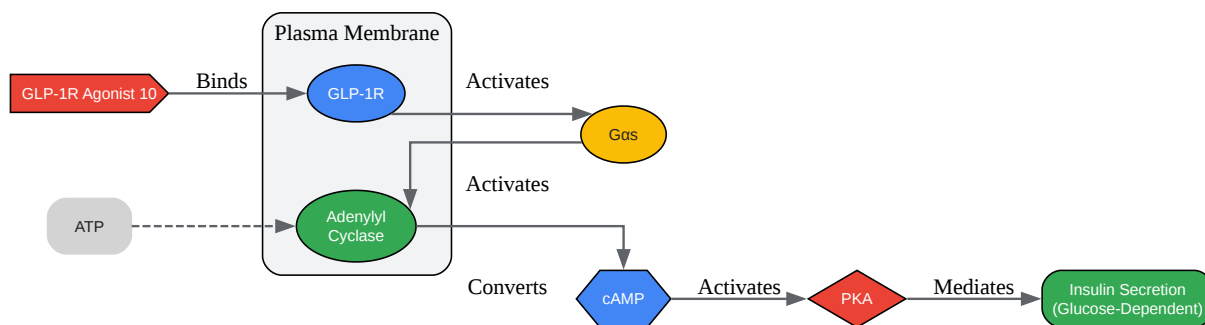 Plasma Membrane
GLP-1R Agonist 10
Binds
GLP-1R
Activates
Gαs
Activates
ATP
Adenylyl
Cyclase
Converts
cAMP
Activates
PKA
Mediates
Insulin Secretion
(Glucose-Dependent)